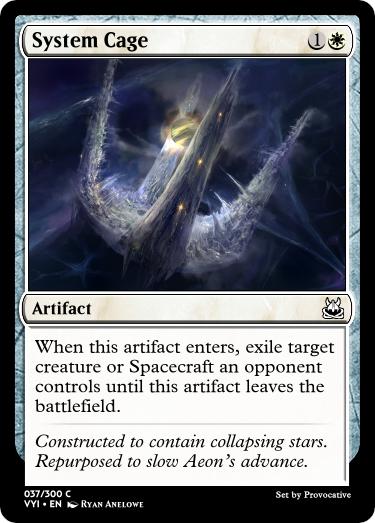 System Cage 1
Artifact
When this artifact enters, exile target
creature or Spacecraft an opponent
controls until this artifact leaves the
battlefield.
Constructed to contain collapsing stars.
Repurposed to slow Aeon's advance.
037/300 C
VYI • EN Ryan Anelowe
Set by Provocative